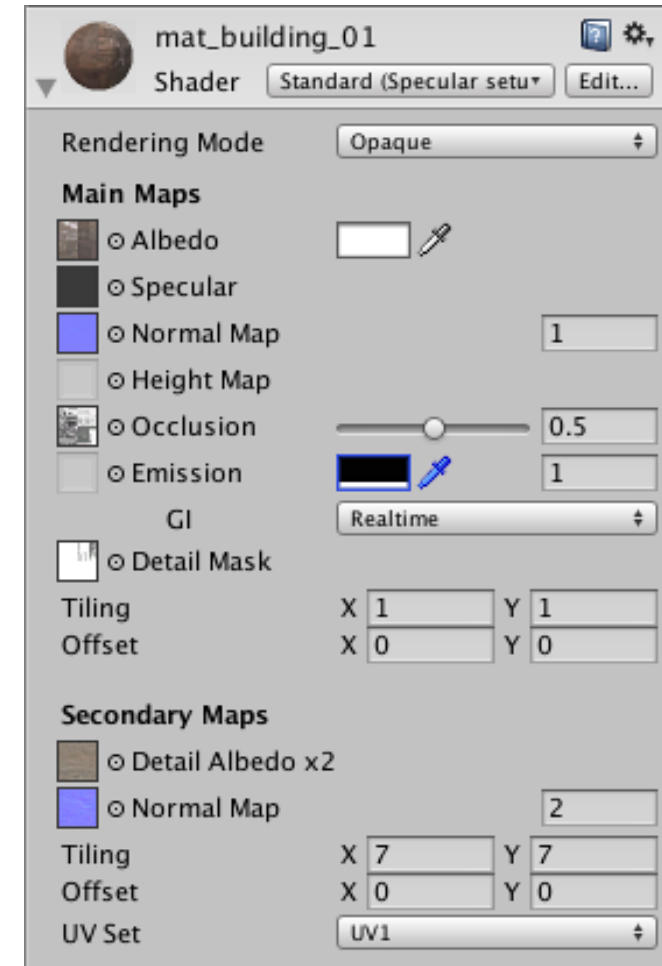 mat_building_01
Shader Standard (Specular setu Edit...
Rendering Mode Opaque
Main Maps
Albedo
Specular
Normal Map 1
Height Map
Occlusion 0.5
Emission 1
GI Realtime
Detail Mask
Tiling X 1 Y 1
Offset X 0 Y 0
Secondary Maps
Detail Albedo x2
Normal Map 2
Tiling X 7 Y 7
Offset X 0 Y 0
UV Set UV1